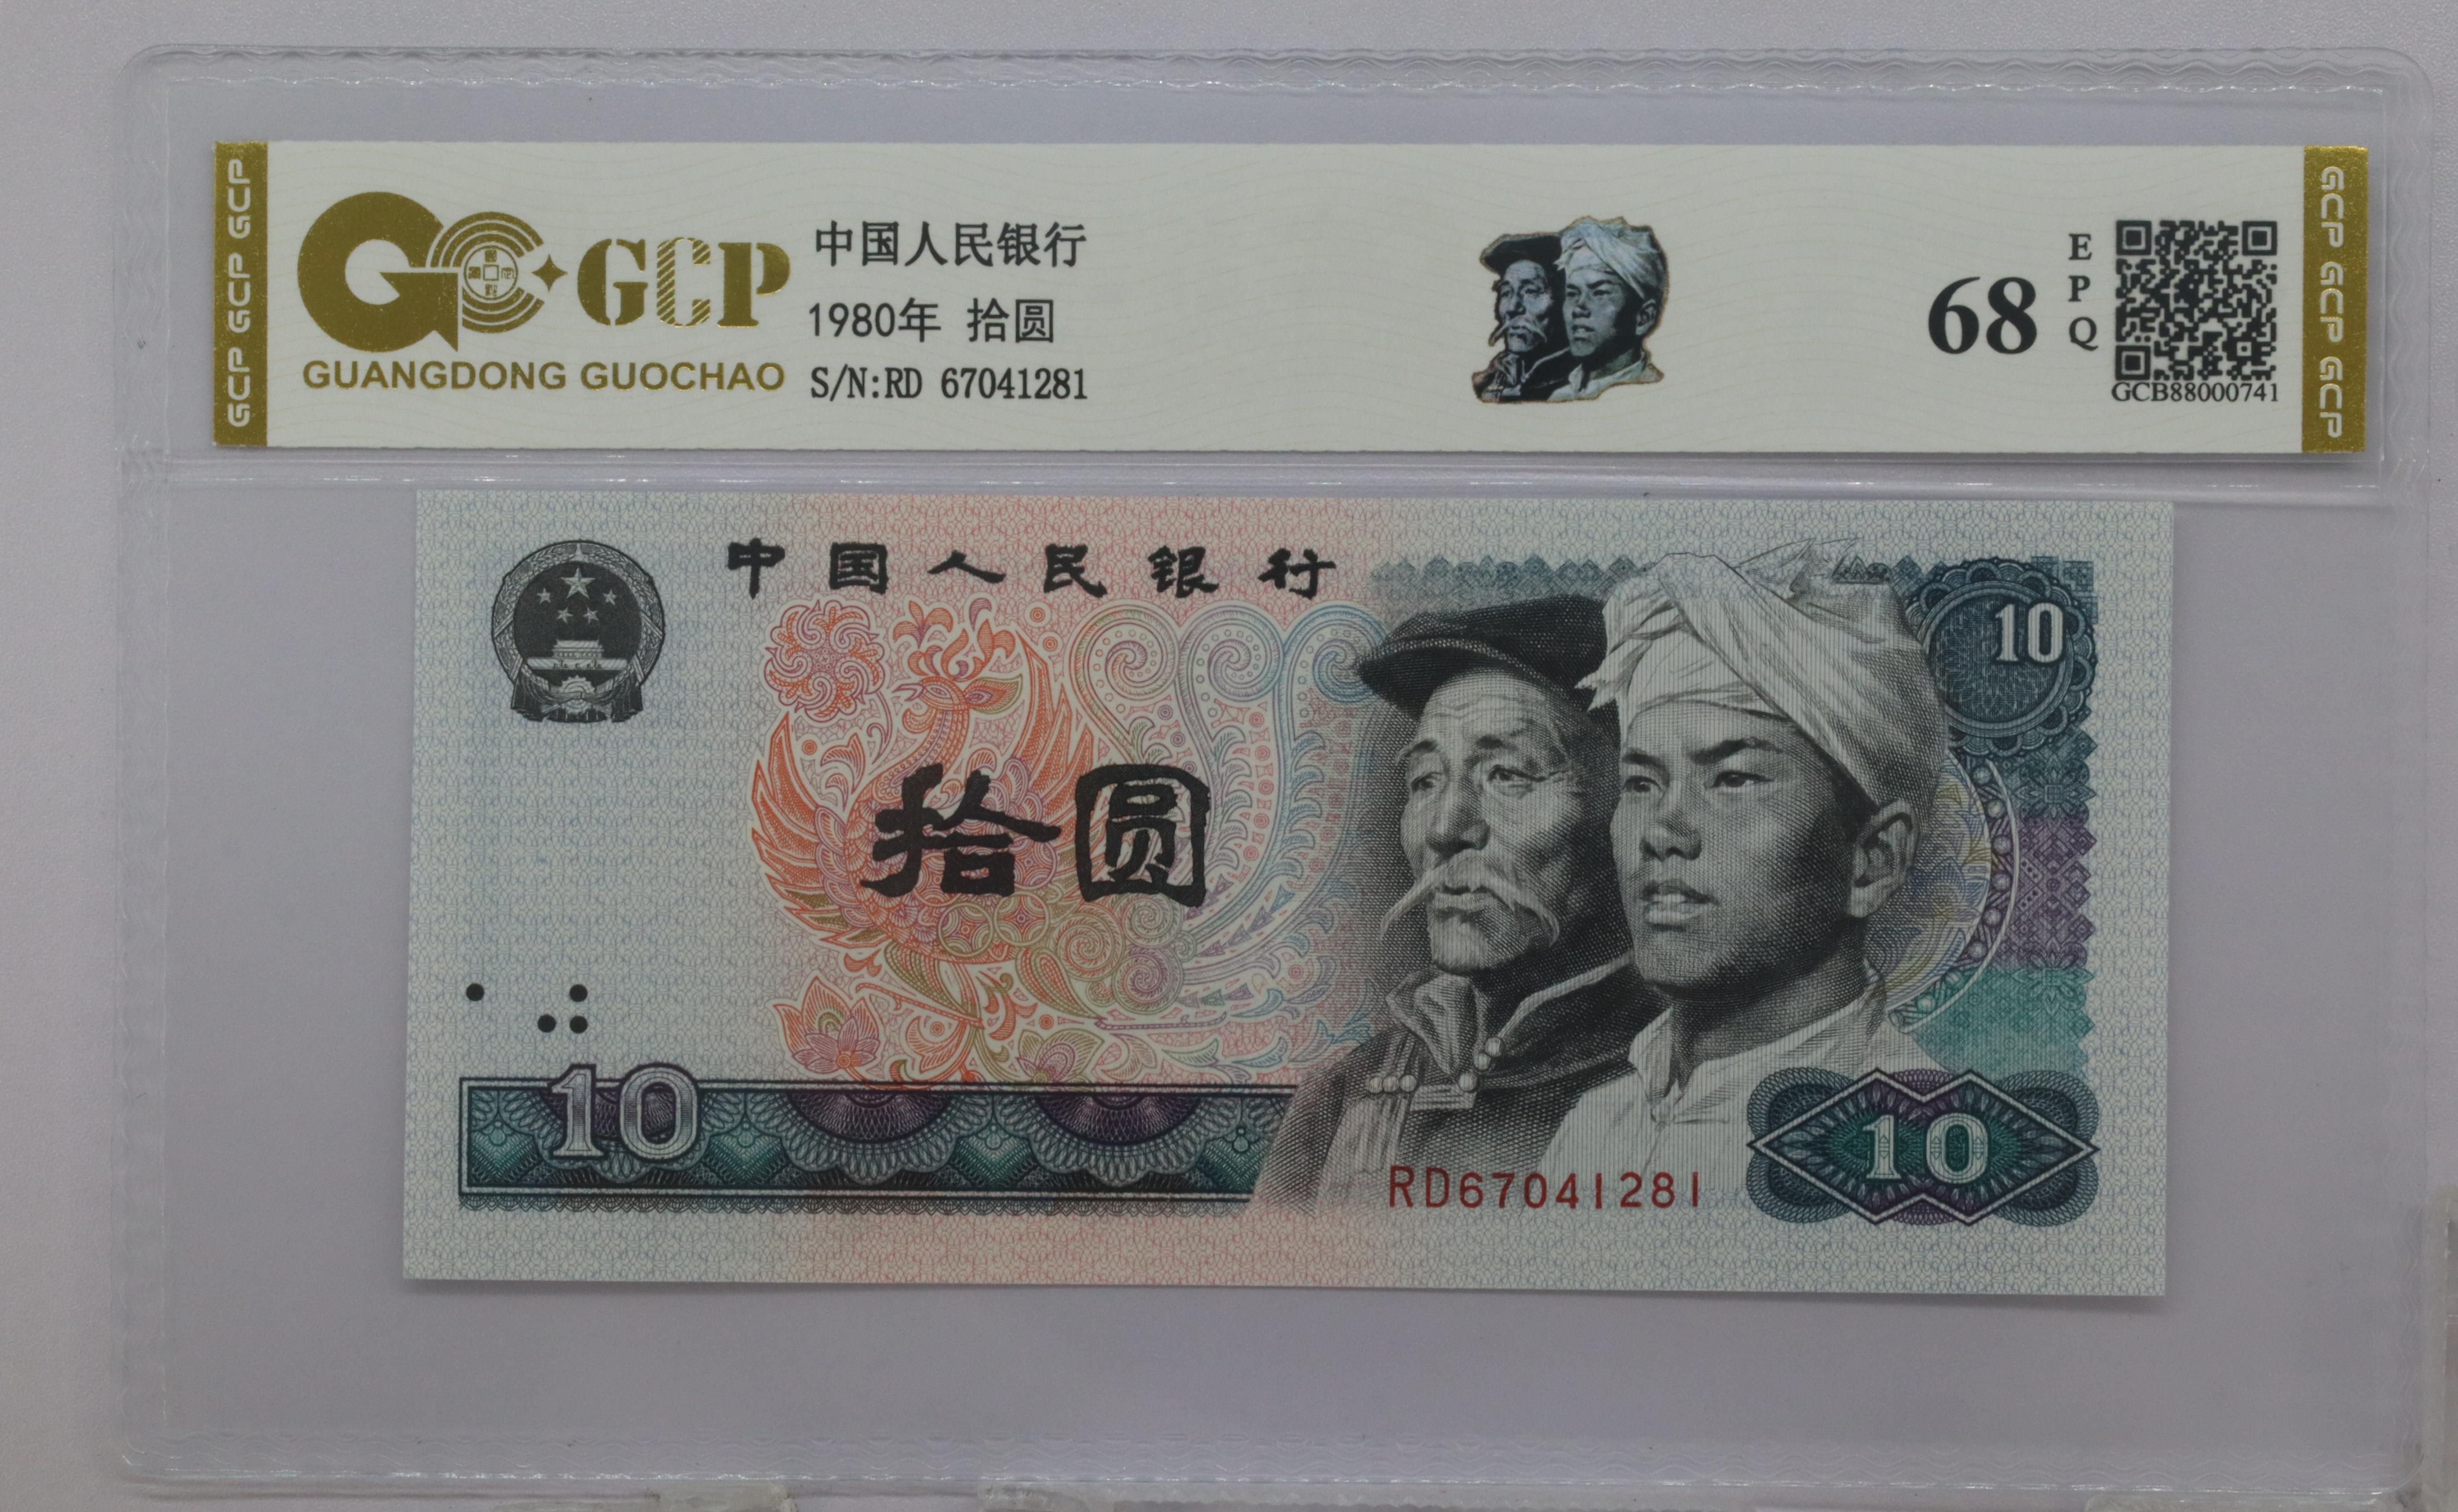 GCP GCP GCP
GCP
GUANGDONG GUOCHAO
中国人民银行
1980年 拾圆
S/N:RD 67041281
68
EPQ
GCB88000741
GCP GCP GCP
中国人民银行
10
拾圆
10
RD67041281
10